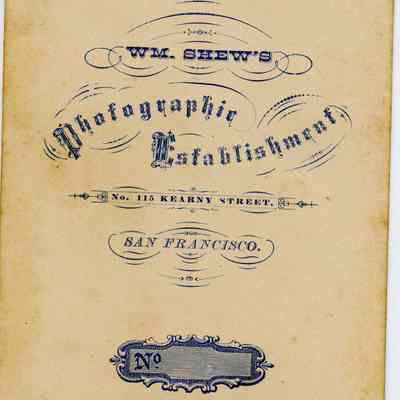 WM. SHEW'S
Photographic
Establishment,
No. 115 KEARNY STREET,
SAN FRANCISCO.
No.